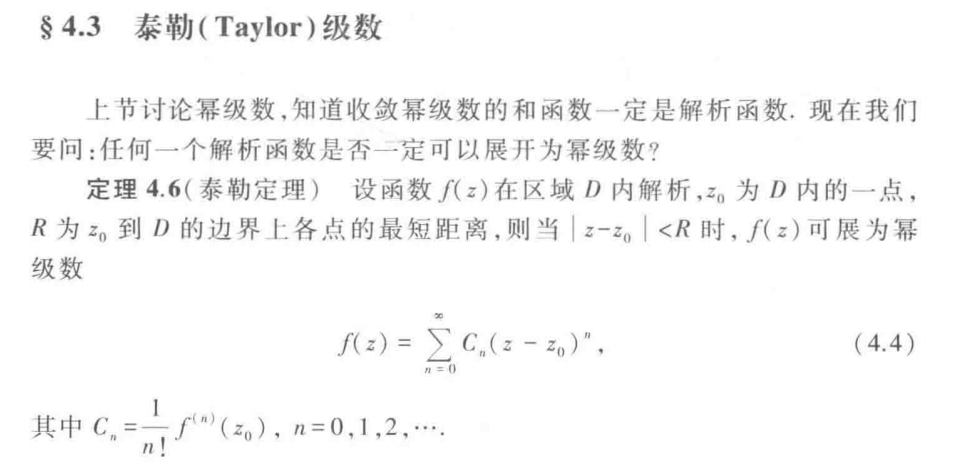 § 4.3 泰勒(Taylor)级数
上节讨论幂级数,知道收敛幂级数的和函数一定是解析函数. 现在我们
要问:任何一个解析函数是否一定可以展开为幂级数?
定理 4.6(泰勒定理) 设函数 f(z)在区域 D 内解析,z₀ 为 D 内的一点,
R 为 z₀ 到 D 的边界上各点的最短距离,则当|z-z₀|<R 时, f(z)可展为幂
级数
f(z) = ∑_{n=0}^{∞} C_n(z - z₀)^n, (4.4)
其中 C_n = \frac{1}{n!} f^{(n)}(z₀), n=0,1,2,⋯.